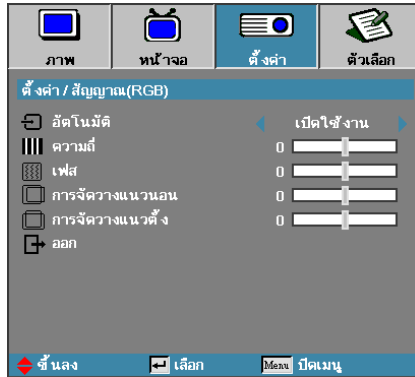 ภาพ หน้าจอ ตั้งค่า ตัวเลือก
ตั้งค่า / สัญญาณ(RGB)
อัตโนมัติ เปิดใช้งาน
ความถี่ 0
เฟส 0
การจัดวางแนวนอน 0
การจัดวางแนวตั้ง 0
ออก
ขึ้นลง เลือก Menu ปิดเมนู